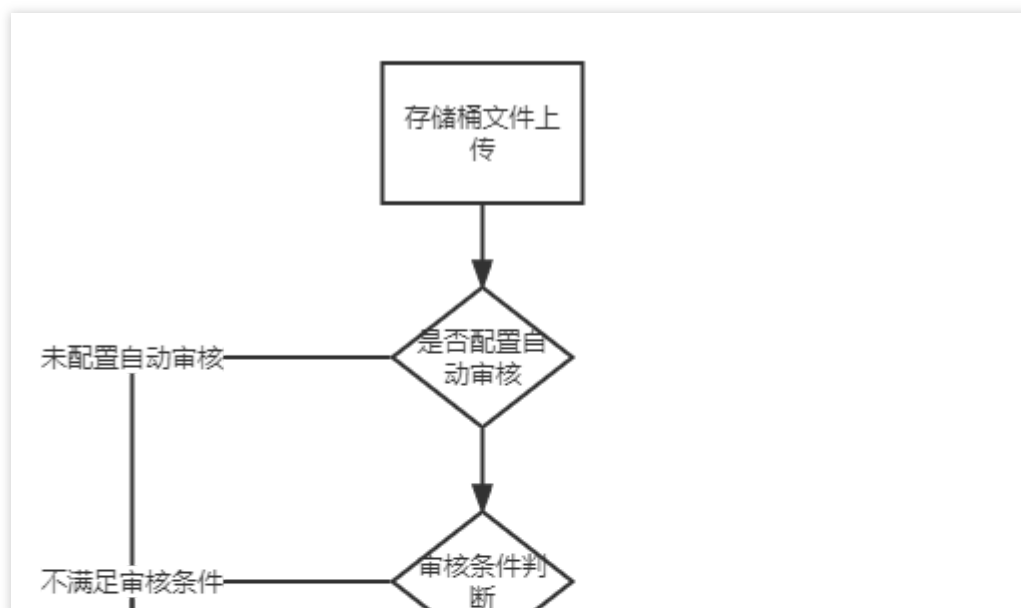 存储桶文件上
传
是否配置自
动审核
未配置自动审核
审核条件判
断
不满足审核条件